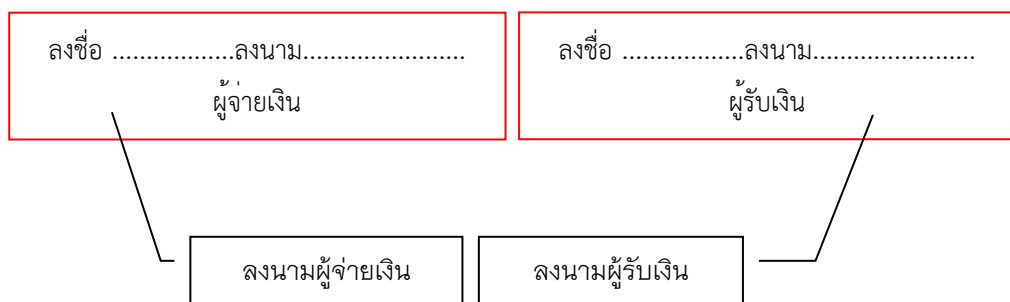 ลงชื่อ ..................ลงนาม........................
ผู้จ่ายเงิน
ลงชื่อ ..................ลงนาม........................
ผู้รับเงิน
ลงนามผู้จ่ายเงิน
ลงนามผู้รับเงิน